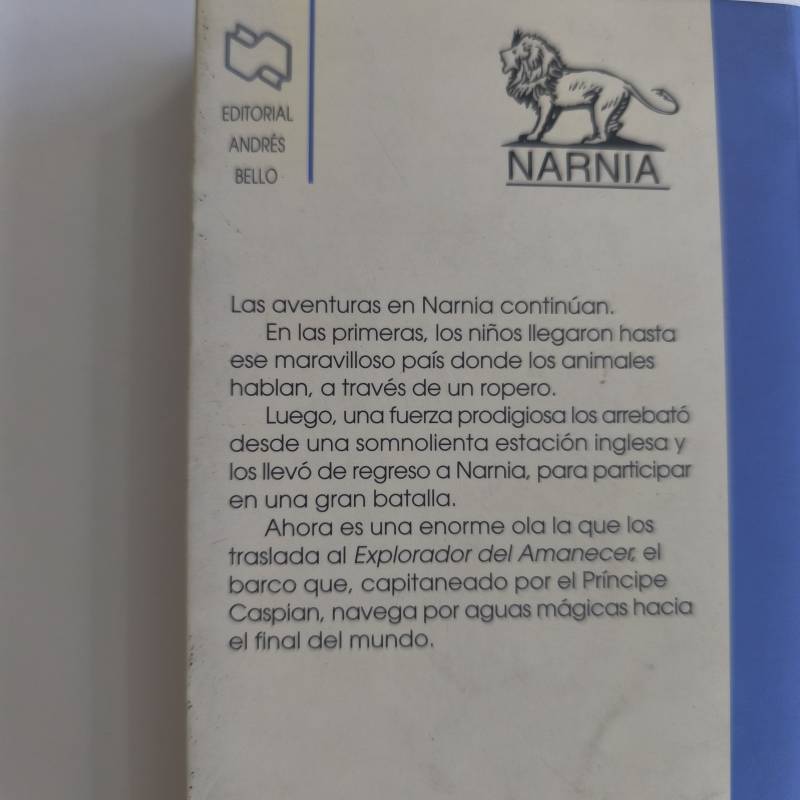 EDITORIAL
ANDRÉS
BELLO
NARNIA
Las aventuras en Narnia continúan.
En las primeras, los niños llegaron hasta
ese maravilloso país donde los animales
hablan, a través de un ropero.
Luego, una fuerza prodigiosa los arrebató
desde una somnolienta estación inglesa y
los llevó de regreso a Narnia, para participar
en una gran batalla.
Ahora es una enorme ola la que los
traslada al Explorador del Amanecer, el
barco que, capitaneado por el Príncipe
Caspian, navega por aguas mágicas hacia
el final del mundo.